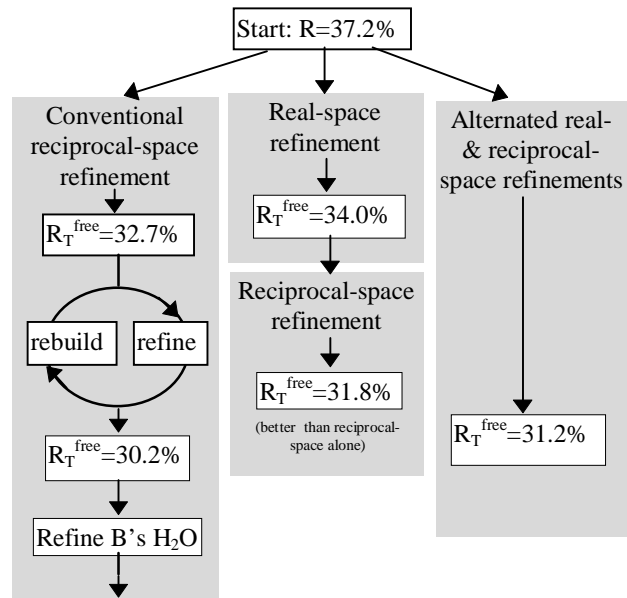 Start: R=37.2%
Conventional
reciprocal-space
refinement
R_T^free=32.7%
rebuild
refine
R_T^free=30.2%
Refine B's H₂O
Real-space
refinement
R_T^free=34.0%
Reciprocal-space
refinement
R_T^free=31.8%
(better than reciprocal-
space alone)
Alternated real-
& reciprocal-
space refinements
R_T^free=31.2%